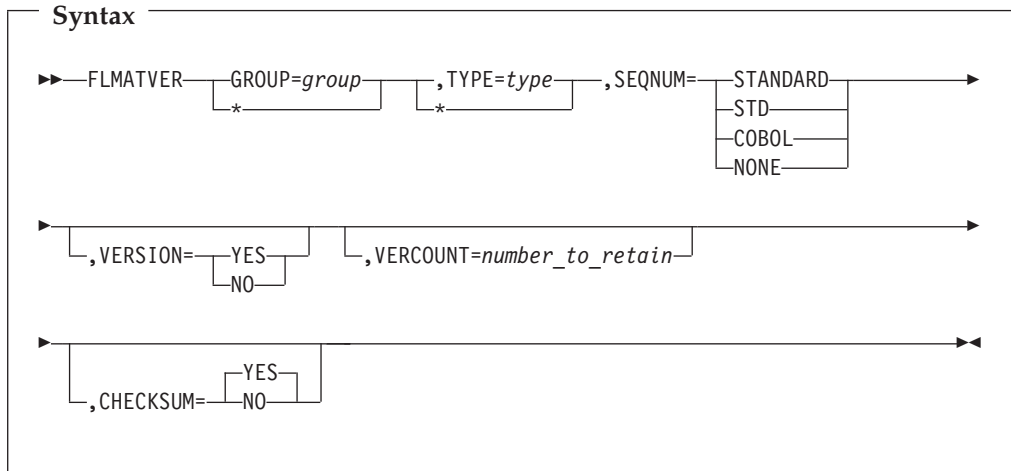 Syntax
FLMATVER GROUP=group ,TYPE=type ,SEQNUM= STANDARD
* * STD
COBOL
NONE
,VERSION= YES ,VERCOUNT=number_to_retain
NO
YES
,CHECKSUM= NO